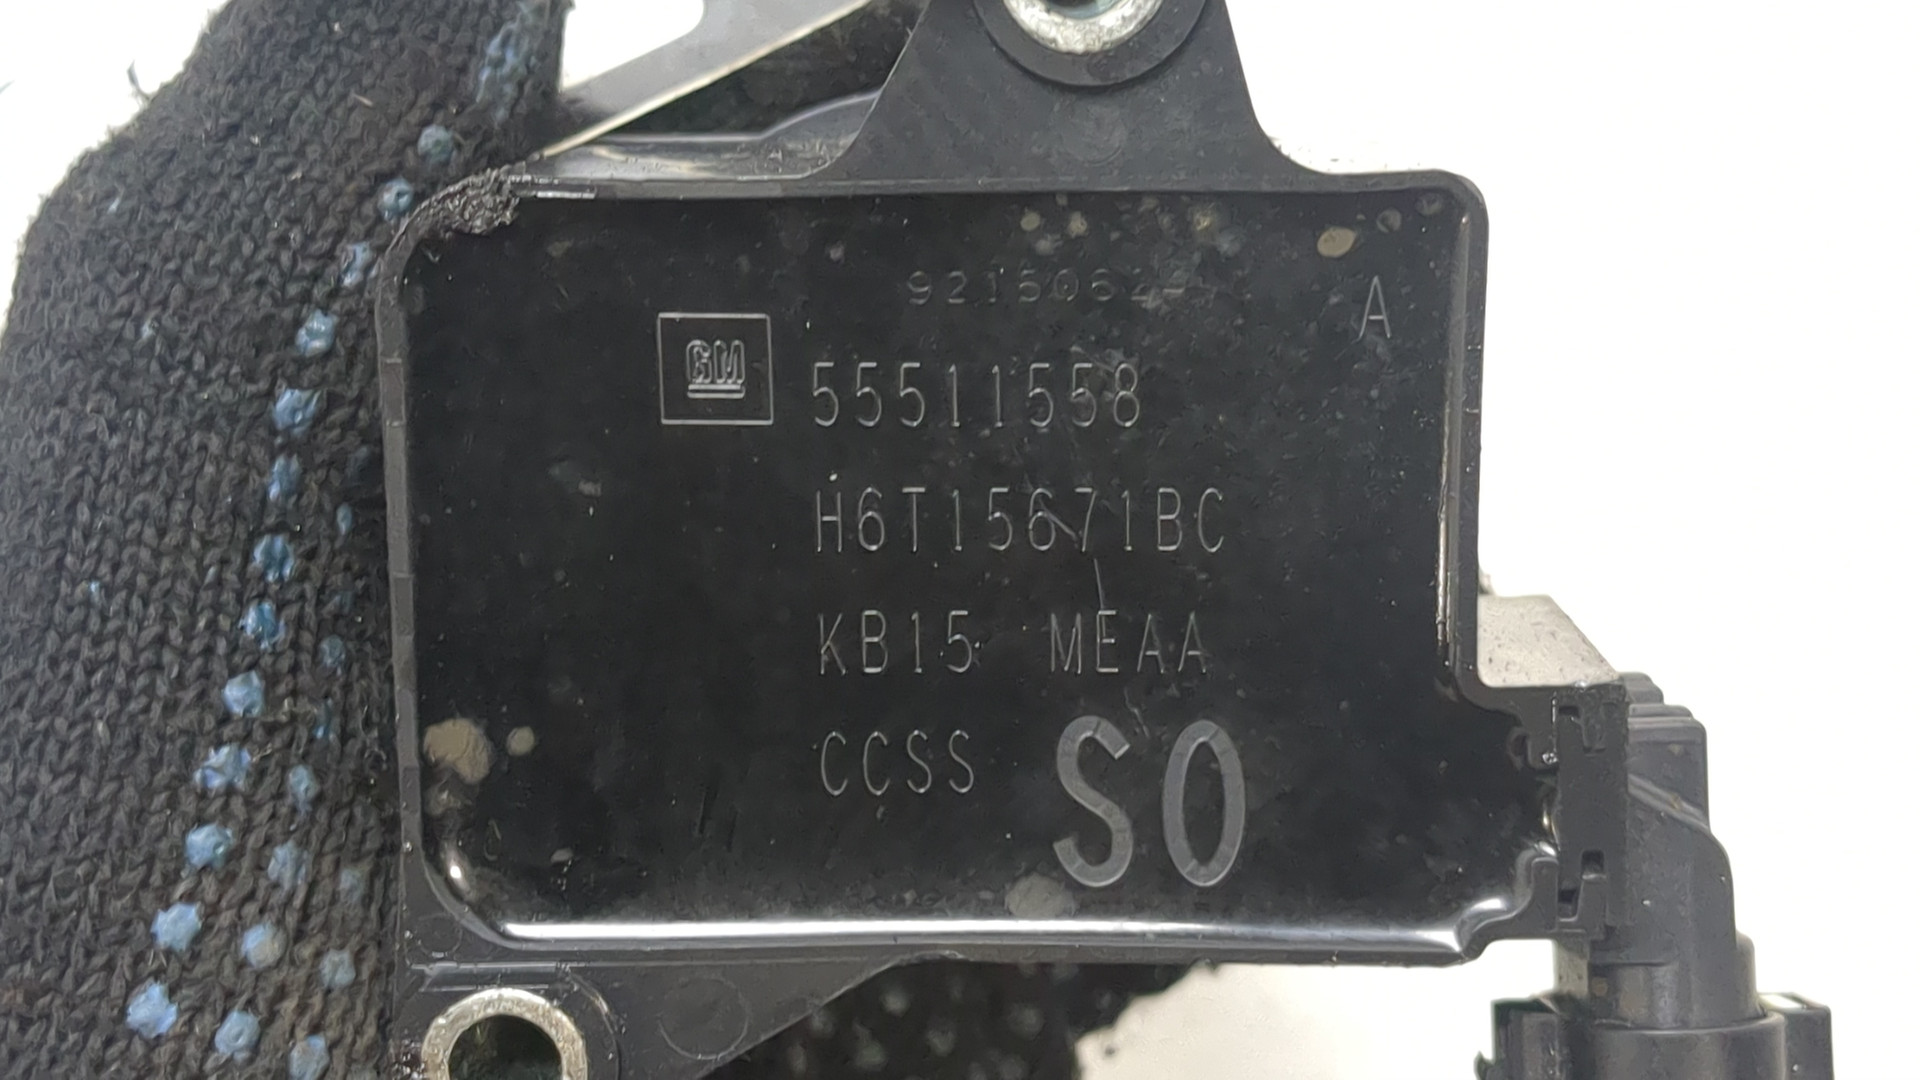 A
GM 55511558
H6T15671BC
KB15 MEAA
CCSS SO